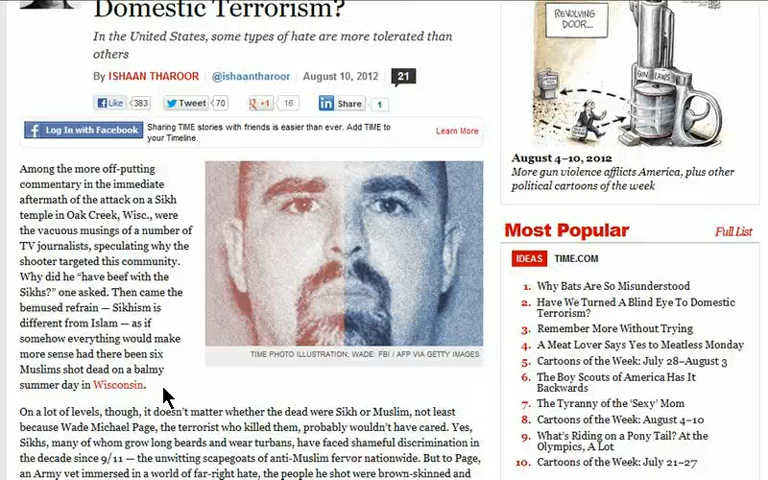 Domestic Terrorism?
In the United States, some types of hate are more tolerated than
others
By ISHAAN THAROOR @ishaantharoor August 10, 2012 21
Like 383 Tweet 70 +1 16 in Share 1
f Log In with Facebook
Sharing TIME stories with friends is easier than ever. Add TIME to
your Timeline.
Learn More
Among the more off-putting
commentary in the immediate
aftermath of the attack on a Sikh
temple in Oak Creek, Wisc., were
the vacuous musings of a number of
TV journalists, speculating why the
shooter targeted this community.
Why did he “have beef with the
Sikhs?” one asked. Then came the
bemused refrain — Sikhism is
different from Islam — as if
somehow everything would make
more sense had there been six
Muslims shot dead on a balmy
summer day in Wisconsin.
TIME PHOTO ILLUSTRATION; WADE: FBI / AFP VIA GETTY IMAGES
On a lot of levels, though, it doesn’t matter whether the dead were Sikh or Muslim, not least
because Wade Michael Page, the terrorist who killed them, probably wouldn’t have cared. Yes,
Sikhs, many of whom grow long beards and wear turbans, have faced shameful discrimination in
the decade since 9/11 — the unwitting scapegoats of anti-Muslim fervor nationwide. But to Page,
an Army vet immersed in a world of far-right hate, the people he shot were brown-skinned and
REVOLVING
DOOR...
GUN LAWS
August 4–10, 2012
More gun violence afflicts America, plus other
political cartoons of the week
Most Popular
Full List
IDEAS TIME.COM
1. Why Bats Are So Misunderstood
2. Have We Turned A Blind Eye To Domestic
Terrorism?
3. Remember More Without Trying
4. A Meat Lover Says Yes to Meatless Monday
5. Cartoons of the Week: July 28–August 3
6. The Boy Scouts of America Has It
Backwards
7. The Tyranny of the ‘Sexy’ Mom
8. Cartoons of the Week: August 4–10
9. What’s Riding on a Pony Tail? At the
Olympics, A Lot
10. Cartoons of the Week: July 21–27